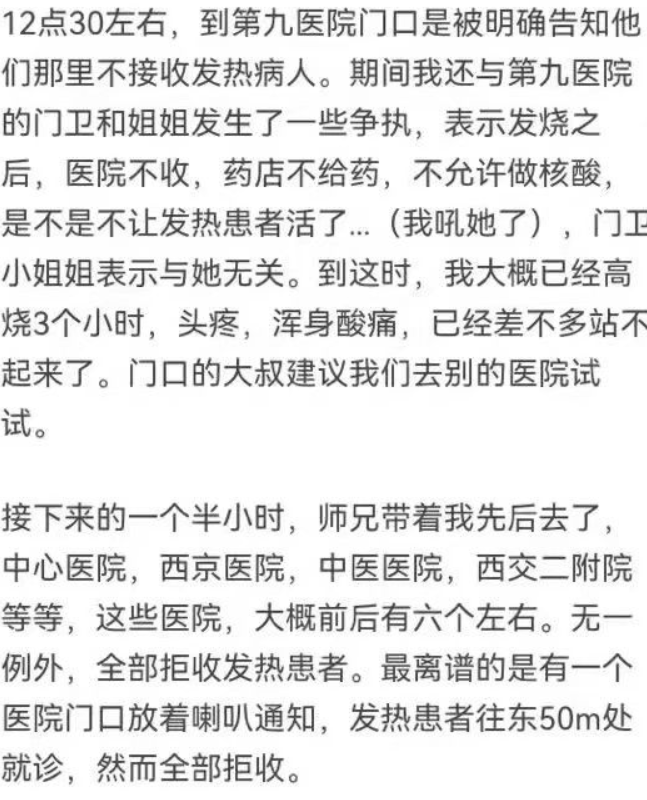 12点30左右，到第九医院门口是被明确告知他
们那里不接收发热病人。期间我还与第九医院
的门卫和姐姐发生了一些争执，表示发烧之
后，医院不收，药店不给药，不允许做核酸，
是不是不让发热患者活了...（我吼她了），门卫
小姐姐表示与她无关。到这时，我大概已经高
烧3个小时，头疼，浑身酸痛，已经差不多站不
起来了。门口的大叔建议我们去别的医院试
试。
接下来的一个半小时，师兄带着我先后去了，
中心医院，西京医院，中医医院，西交二附院
等等，这些医院，大概前后有六个左右。无一
例外，全部拒收发热患者。最离谱的是有一个
医院门口放着喇叭通知，发热患者往东50m处
就诊，然而全部拒收。